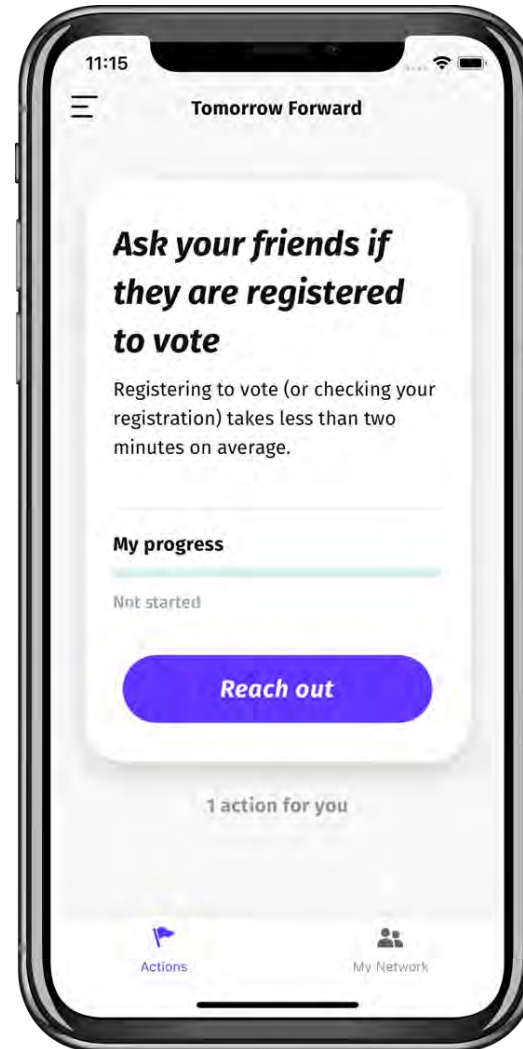 11:15
Tomorrow Forward
Ask your friends if
they are registered
to vote
Registering to vote (or checking your
registration) takes less than two
minutes on average.
My progress
Not started
Reach out
1 action for you
Actions
My Network